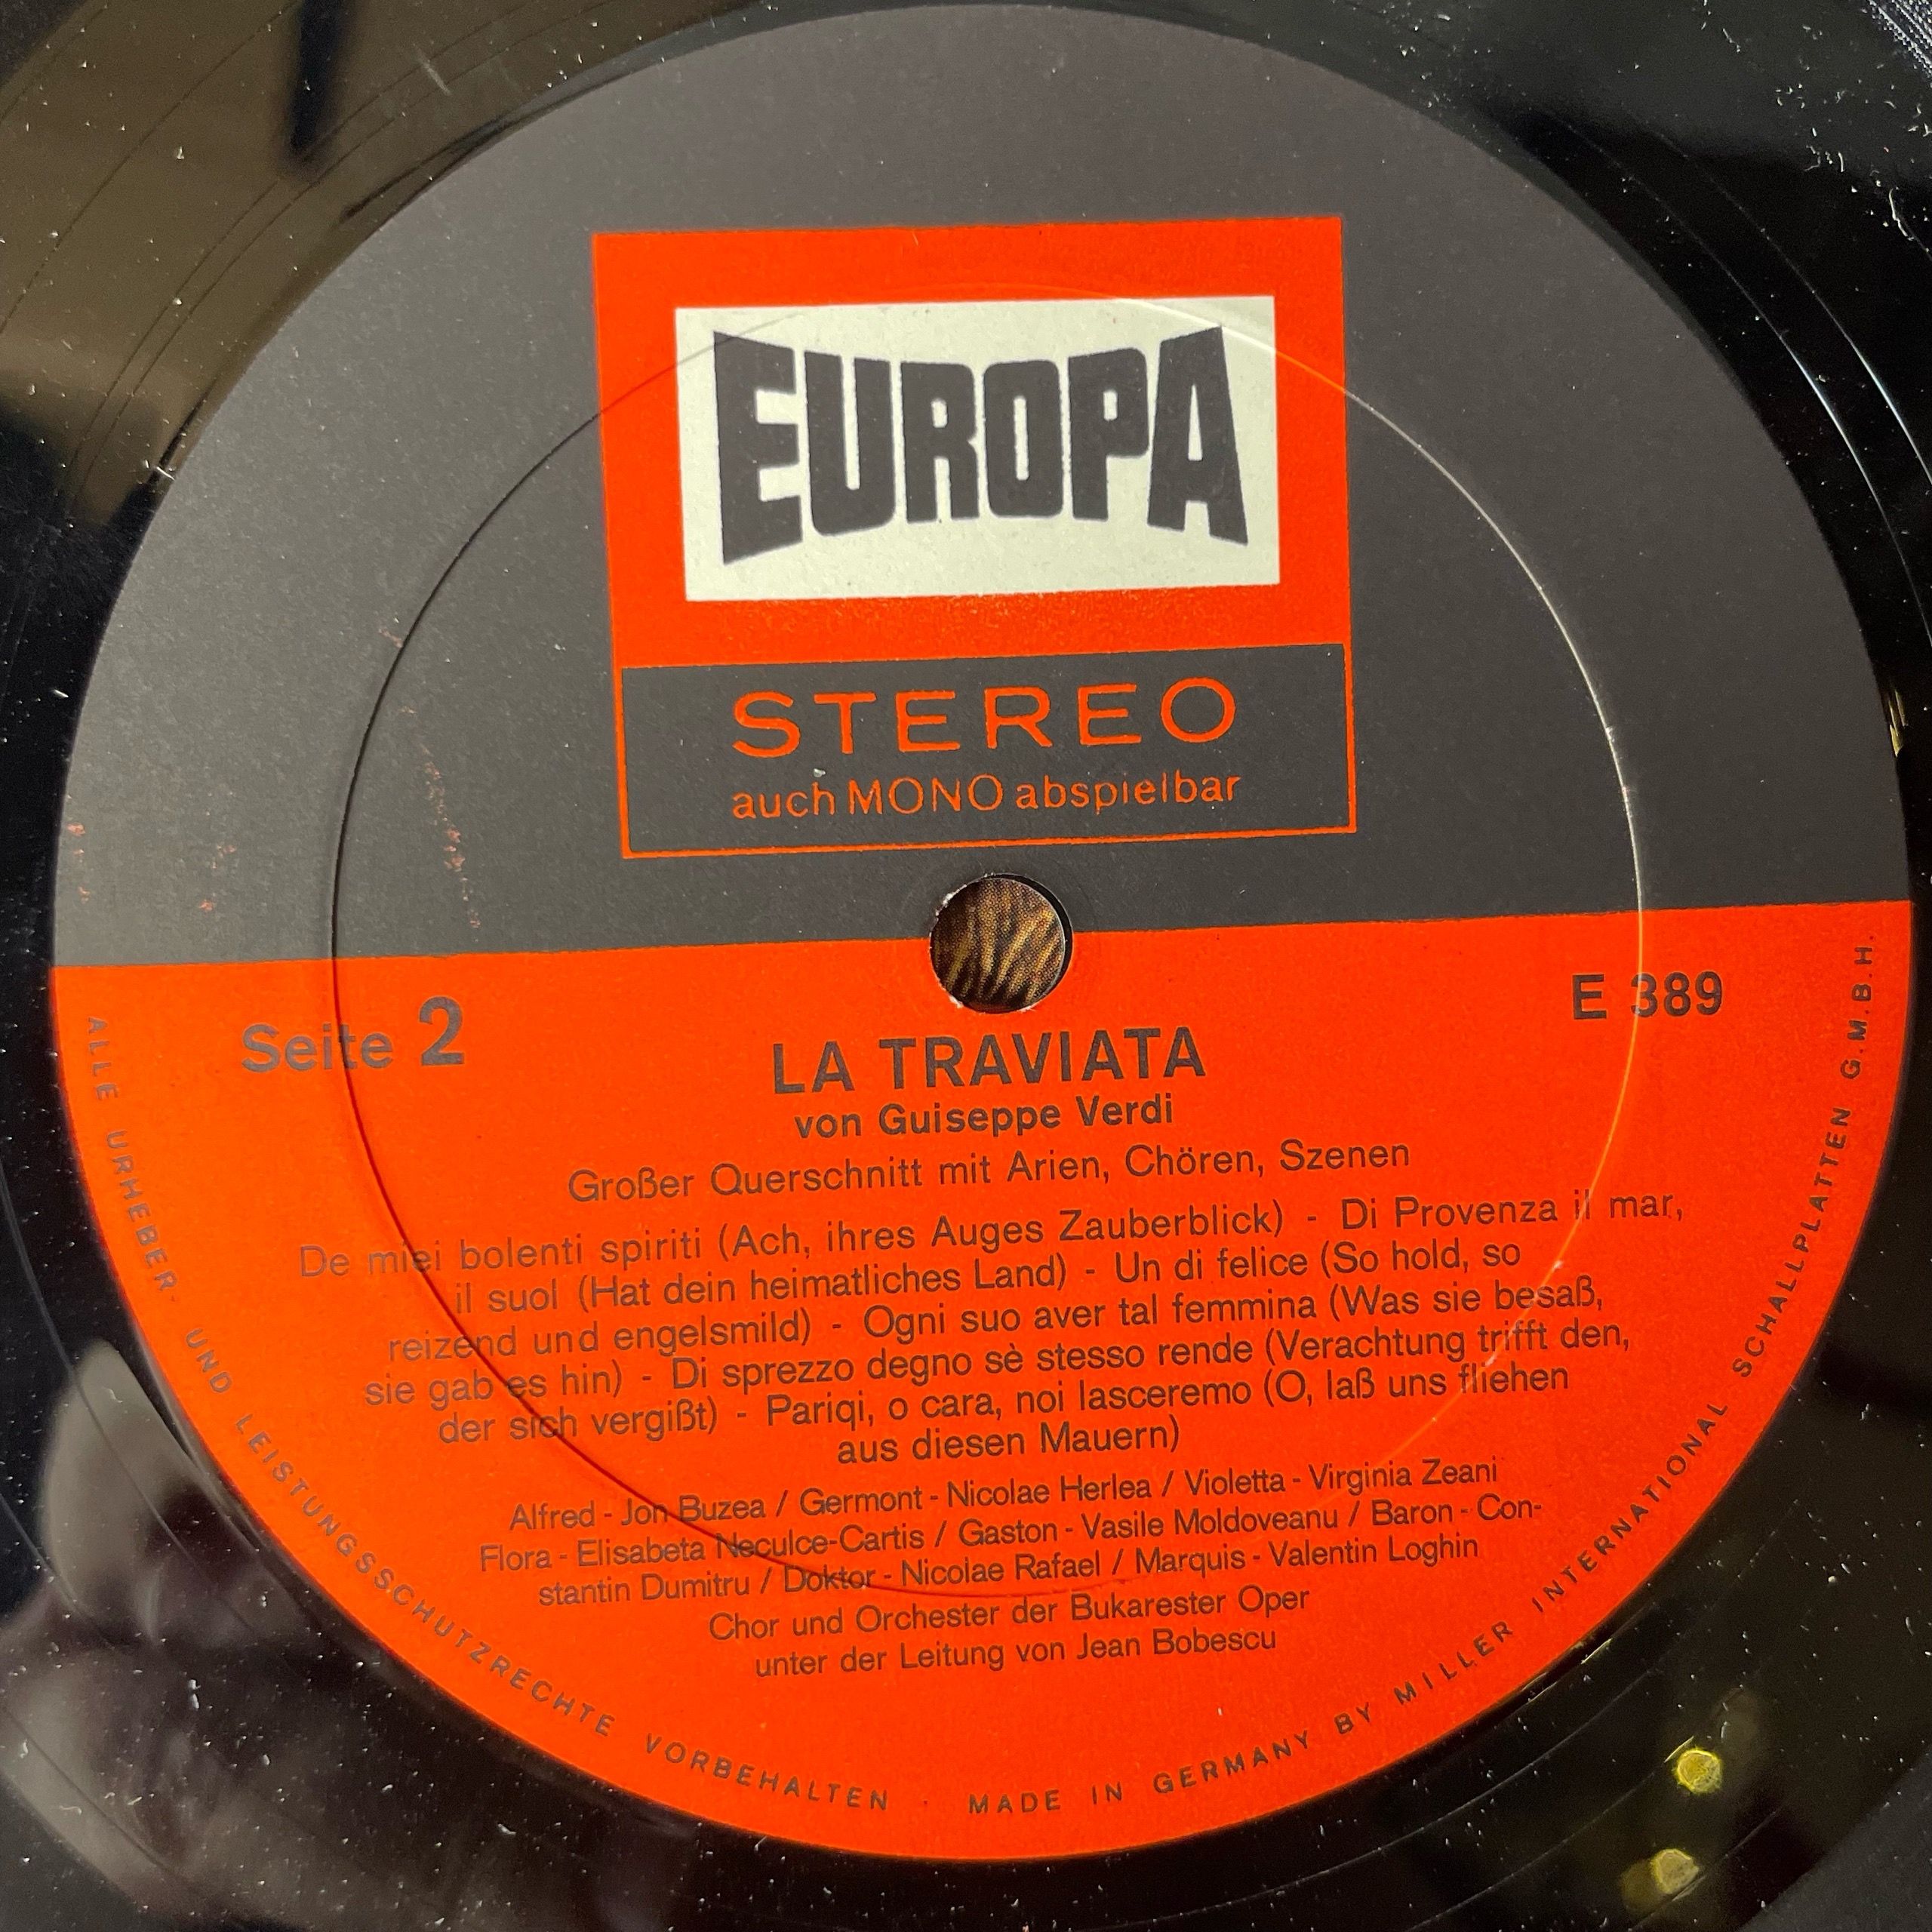 EUROPA
STEREO
auch MONO abspielbar
Seite 2
E 389
LA TRAVIATA
von Guiseppe Verdi
Großer Querschnitt mit Arien, Chören, Szenen
De miei bolenti spiriti (Ach, ihres Auges Zauberblick) - Di Provenza il mar,
il suol (Hat dein heimatliches Land) - Un di felice (So hold, so
reizend und engelsmild) - Ogni suo aver tal femmina (Was sie besaß,
sie gab es hin) - Di sprezzo degno sè stesso rende (Verachtung trifft den,
der sich vergißt) - Pariqi, o cara, noi lasceremo (O, laß uns fliehen
aus diesen Mauern)
Alfred - Jon Buzea / Germont - Nicolae Herlea / Violetta - Virginia Zeani
Flora - Elisabeta Neculce-Cartis / Gaston - Vasile Moldoveanu / Baron - Con-
stantin Dumitru / Doktor - Nicolae Rafael / Marquis - Valentin Loghin
Chor und Orchester der Bukarester Oper
unter der Leitung von Jean Bobescu
ALLE URHEBER- UND LEISTUNGSSCHUTZRECHTE VORBEHALTEN · MADE IN GERMANY BY MILLER INTERNATIONAL SCHALLPLATTEN G.M.B.H.